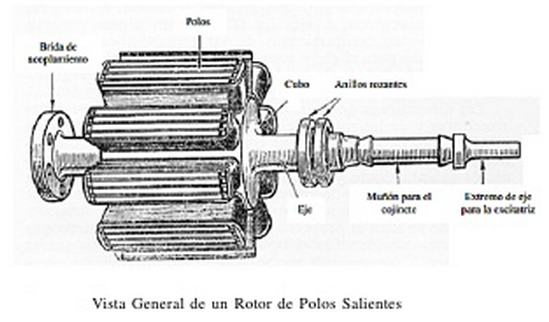 Polos
Brida de
acoplamiento
Cubo
Anillos rozantes
Eje
Muñón para el
cojinete
Extremo de eje
para la excitatriz
Vista General de un Rotor de Polos Salientes